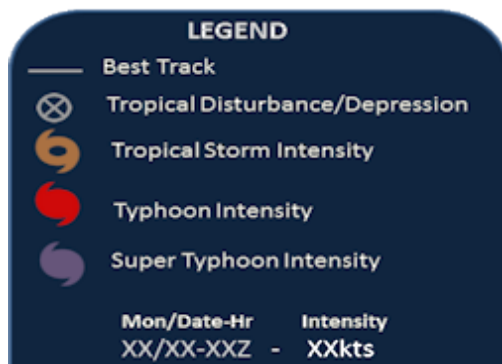 LEGEND
Best Track
Tropical Disturbance/Depression
Tropical Storm Intensity
Typhoon Intensity
Super Typhoon Intensity
Mon/Date-Hr Intensity
XX/XX-XXZ - XXkts